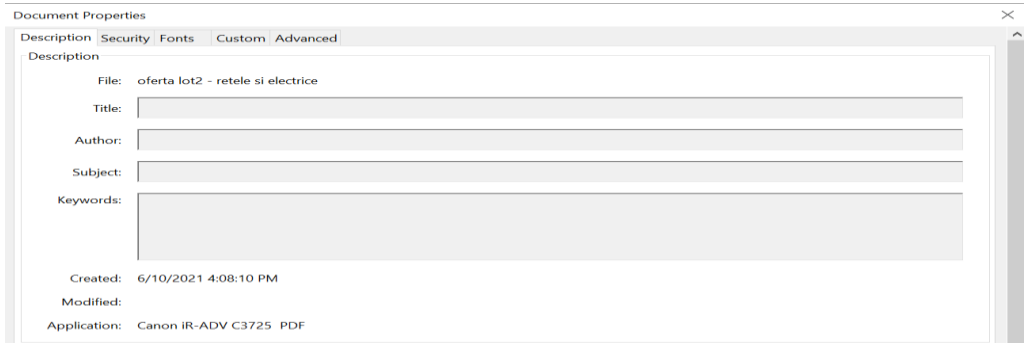 Document Properties
Description Security Fonts Custom Advanced
Description
File: oferta lot2 - retele si electrice
Title:
Author:
Subject:
Keywords:
Created: 6/10/2021 4:08:10 PM
Modified:
Application: Canon iR-ADV C3725 PDF